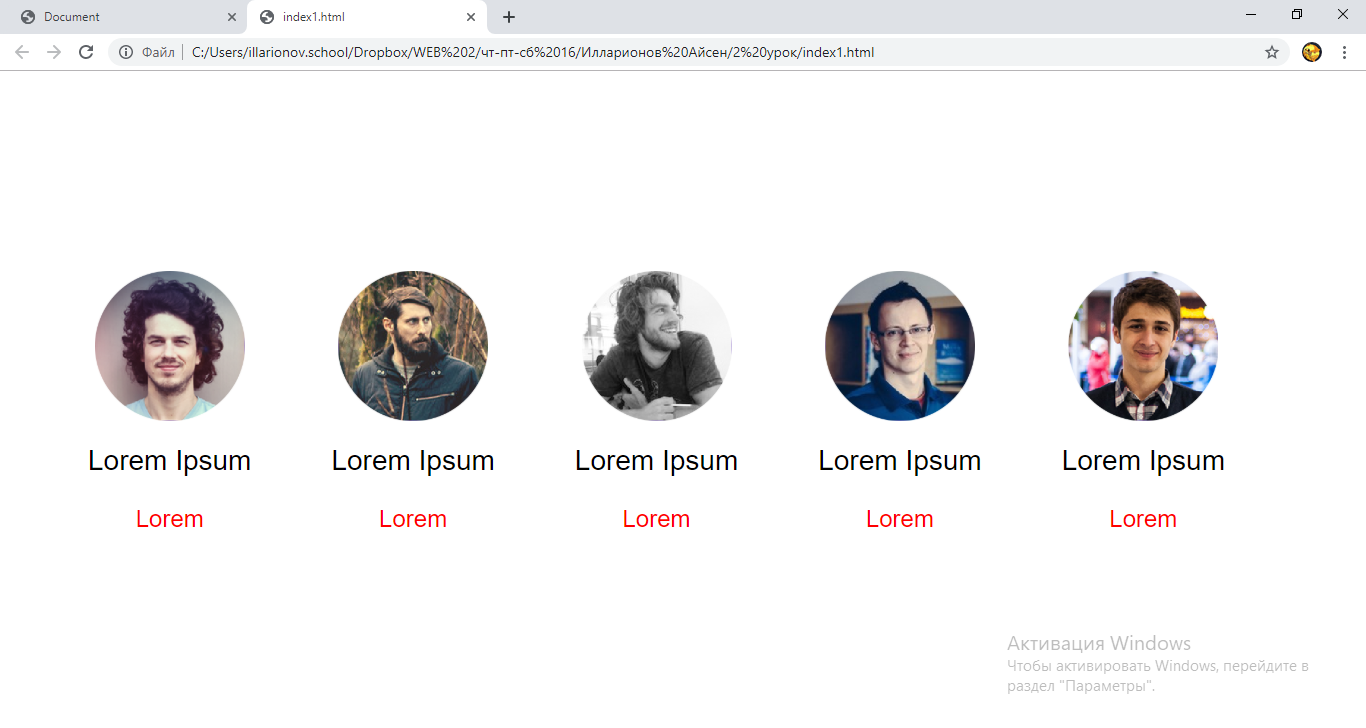 Document
index1.html
Файл
C:/Users/illarionov.school/Dropbox/WEB%202/чт-пт-сб%2016/Илларионов%20Айсен/2%20урок/index1.html
Lorem Ipsum Lorem Ipsum Lorem Ipsum Lorem Ipsum Lorem Ipsum
Lorem Lorem Lorem Lorem Lorem
Активация Windows
Чтобы активировать Windows, перейдите в
раздел "Параметры".